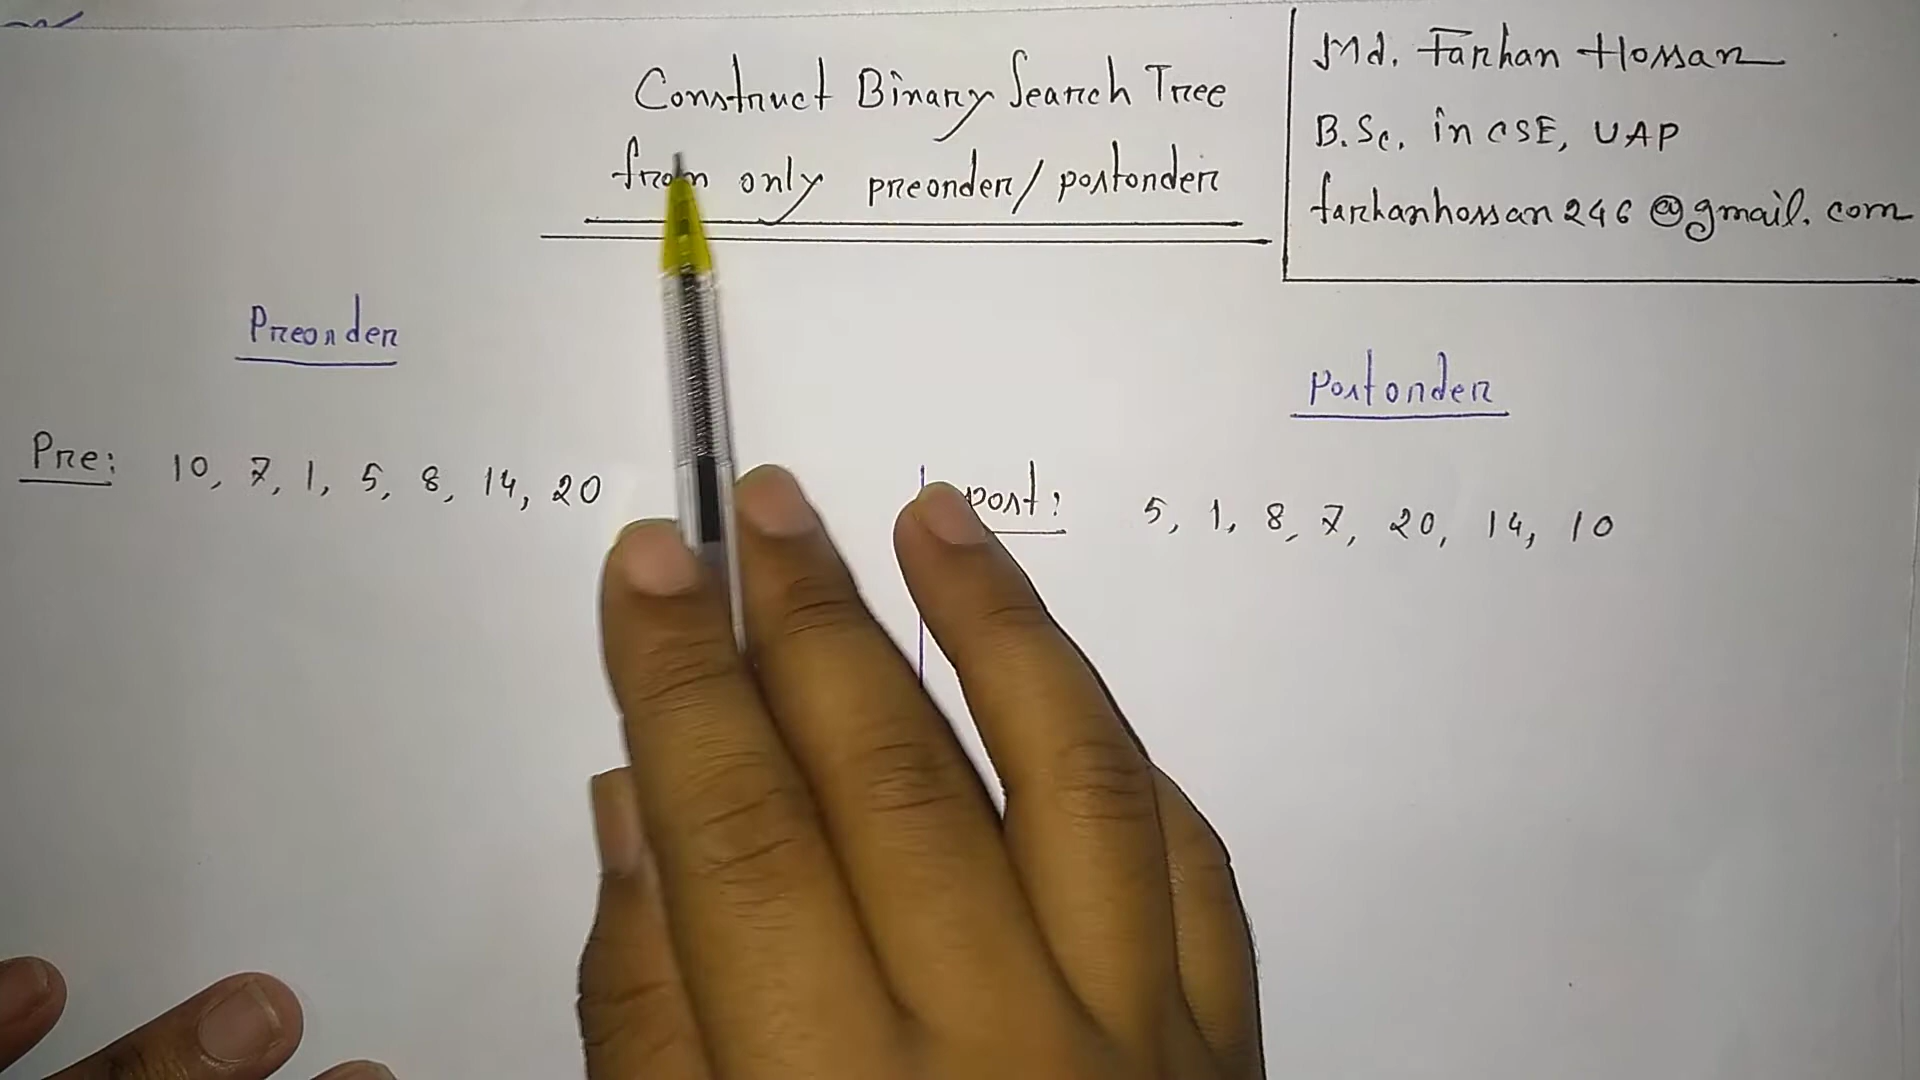 Construct Binary Search Tree
from only preorder/postorder
Md. Farhan Hossan
B.Sc. in CSE, UAP
farhanhossan246@gmail.com
Preorder
Pre: 10, 7, 1, 5, 8, 14, 20
Postorder
post: 5, 1, 8, 7, 20, 14, 10